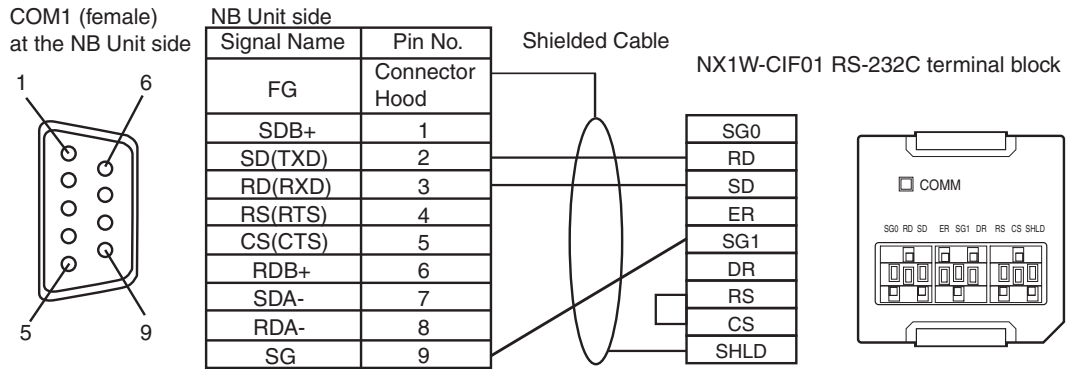 COM1 (female)
at the NB Unit side
1
6
5
9
NB Unit side
Signal Name Pin No.
FG Connector Hood
SDB+ 1
SD(TXD) 2
RD(RXD) 3
RS(RTS) 4
CS(CTS) 5
RDB+ 6
SDA- 7
RDA- 8
SG 9
Shielded Cable
NX1W-CIF01 RS-232C terminal block
SG0
RD
SD
ER
SG1
DR
RS
CS
SHLD
COMM
SG0 RD SD ER SG1 DR RS CS SHLD